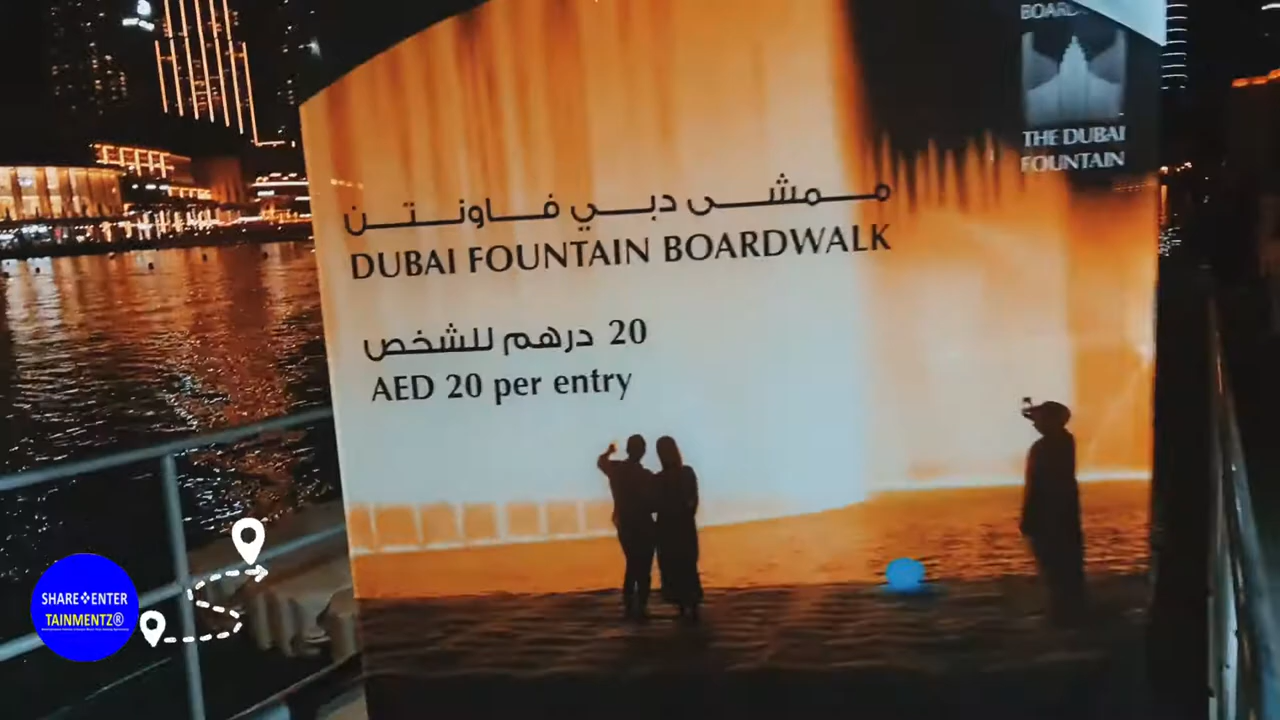 THE DUBAI
FOUNTAIN
ممشى دبي فاونتن
DUBAI FOUNTAIN BOARDWALK
20 درهم للشخص
AED 20 per entry
SHARE ENTER
TAINMENTZ®